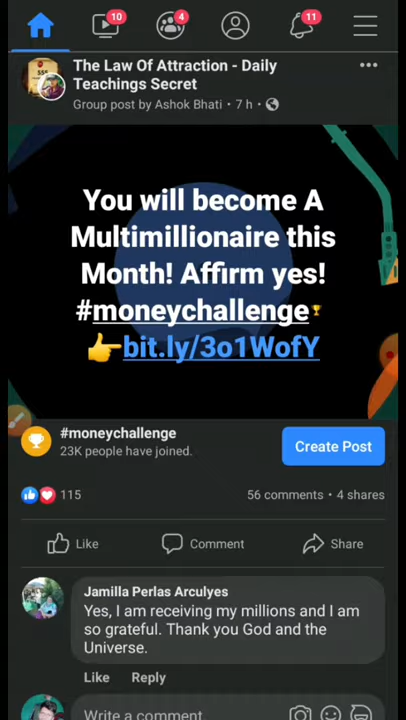 10
4
11
The Law Of Attraction - Daily
Teachings Secret
Group post by Ashok Bhati • 7 h •
You will become A
Multimillionaire this
Month! Affirm yes!
#moneychallenge🏆
👉bit.ly/3o1WofY
#moneychallenge
23K people have joined.
Create Post
115
56 comments • 4 shares
Like
Comment
Share
Jamilla Perlas Arculyes
Yes, I am receiving my millions and I am
so grateful. Thank you God and the
Universe.
Like Reply
Write a comment